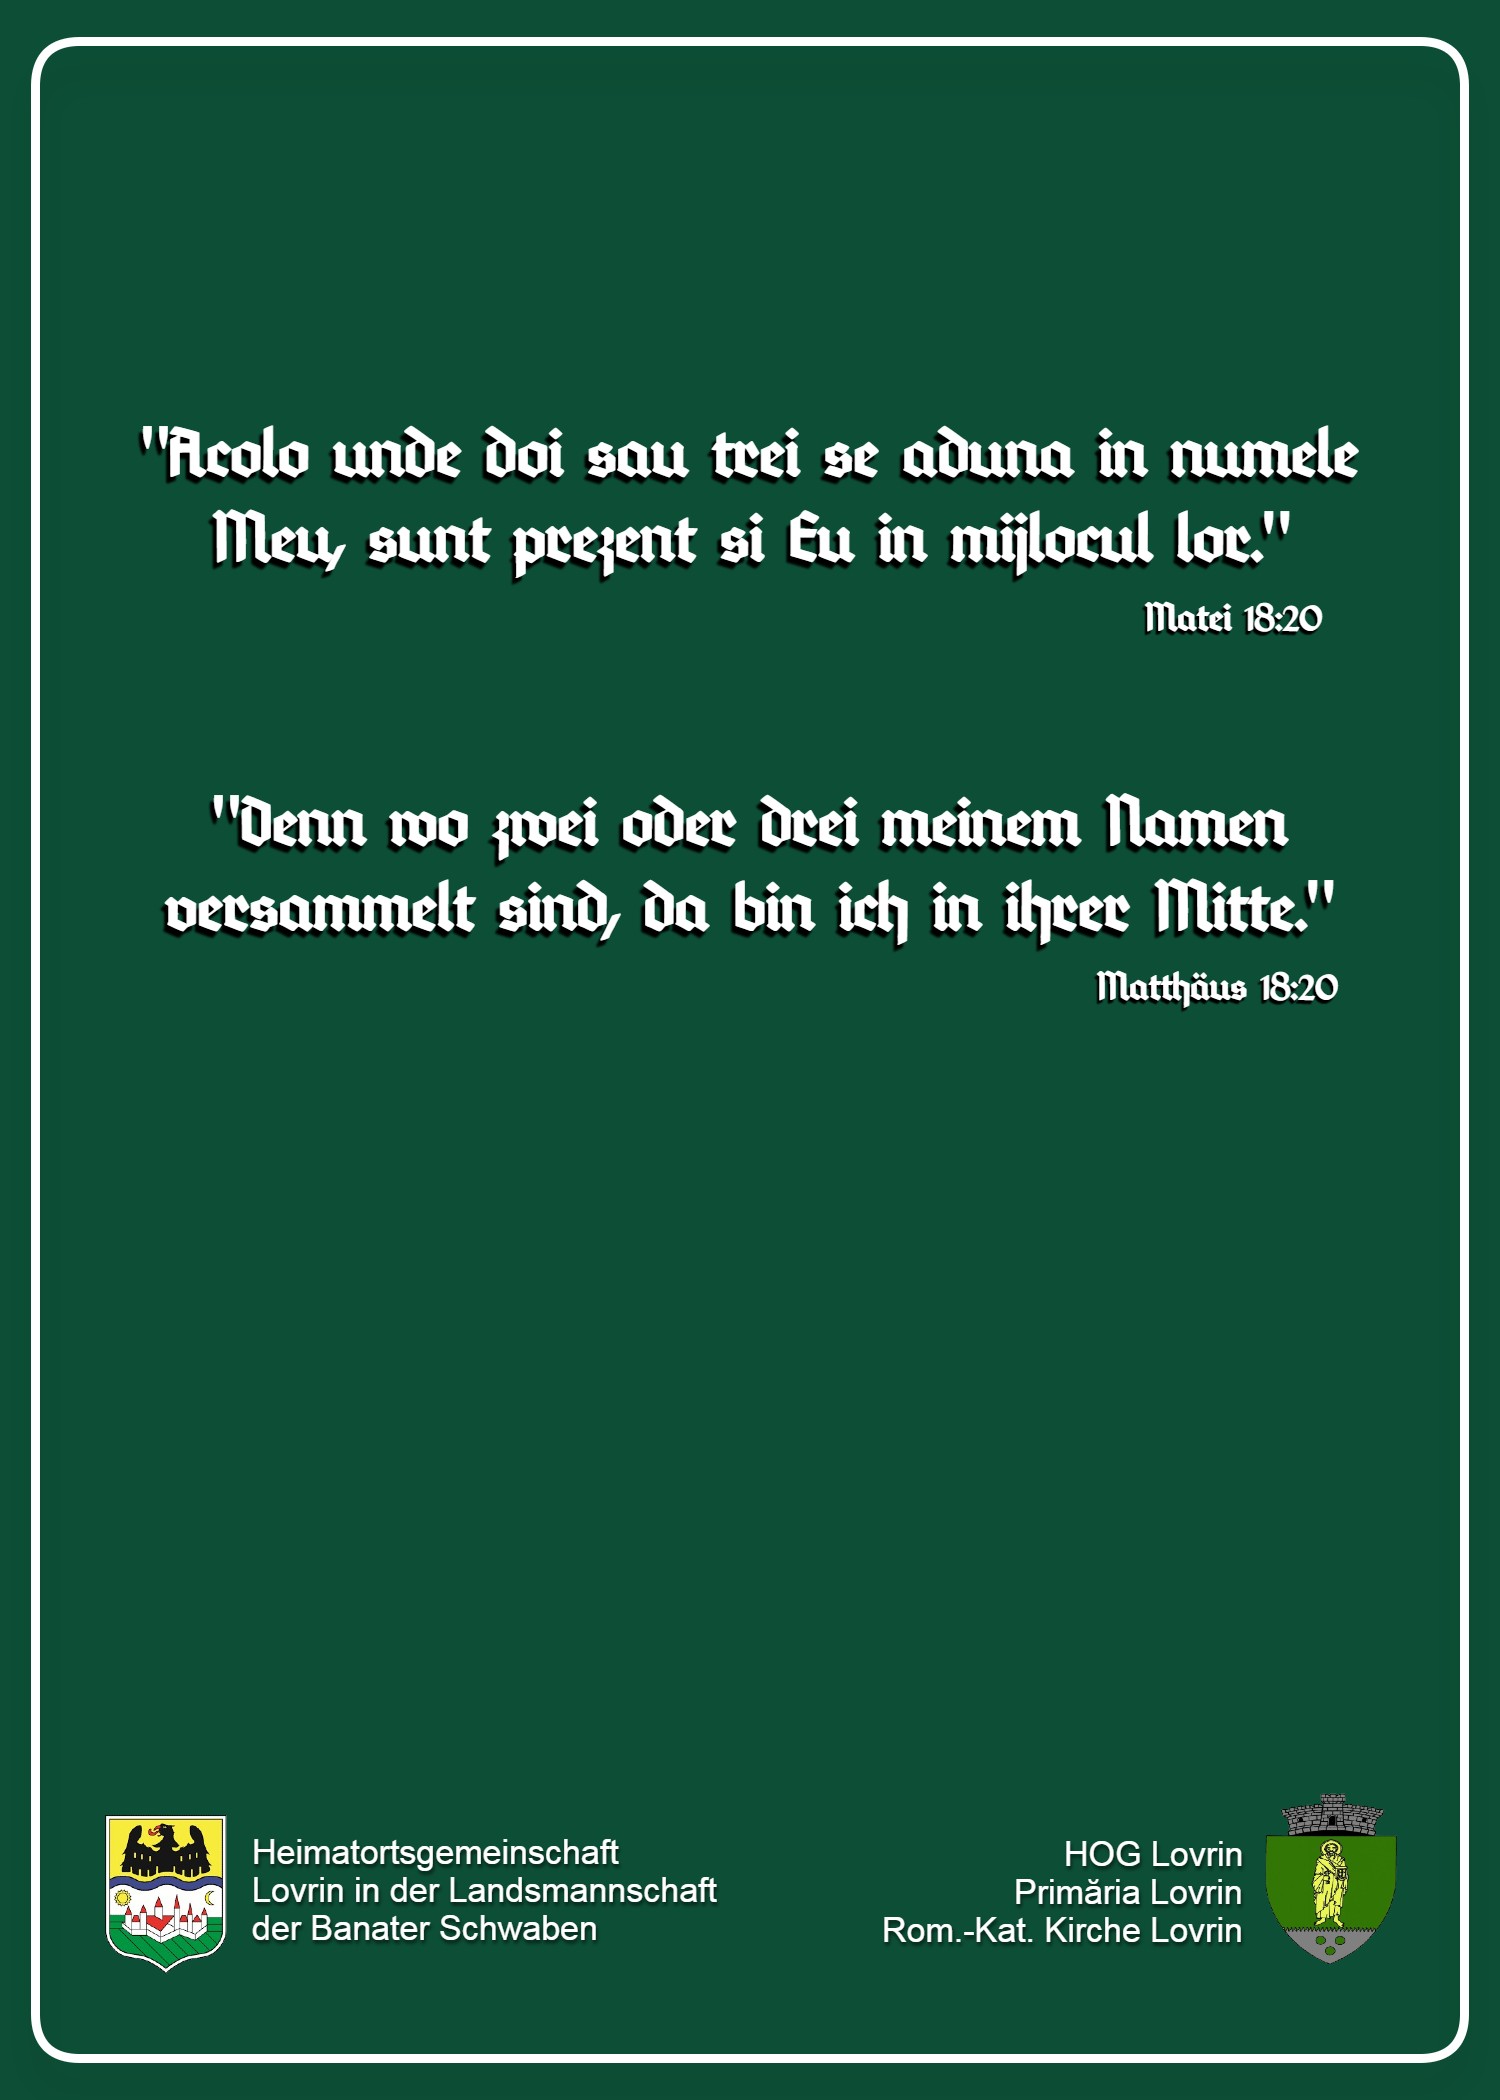 "Acolo unde doi sau trei se aduna in numele
Meu, sunt prezent si Eu in mijlocul lor."
Matei 18:20
"Denn wo zwei oder drei meinem Namen
versammelt sind, da bin ich in ihrer Mitte."
Matthäus 18:20
Heimatortsgemeinschaft
Lovrin in der Landsmannschaft
der Banater Schwaben
HOG Lovrin
Primăria Lovrin
Rom.-Kat. Kirche Lovrin